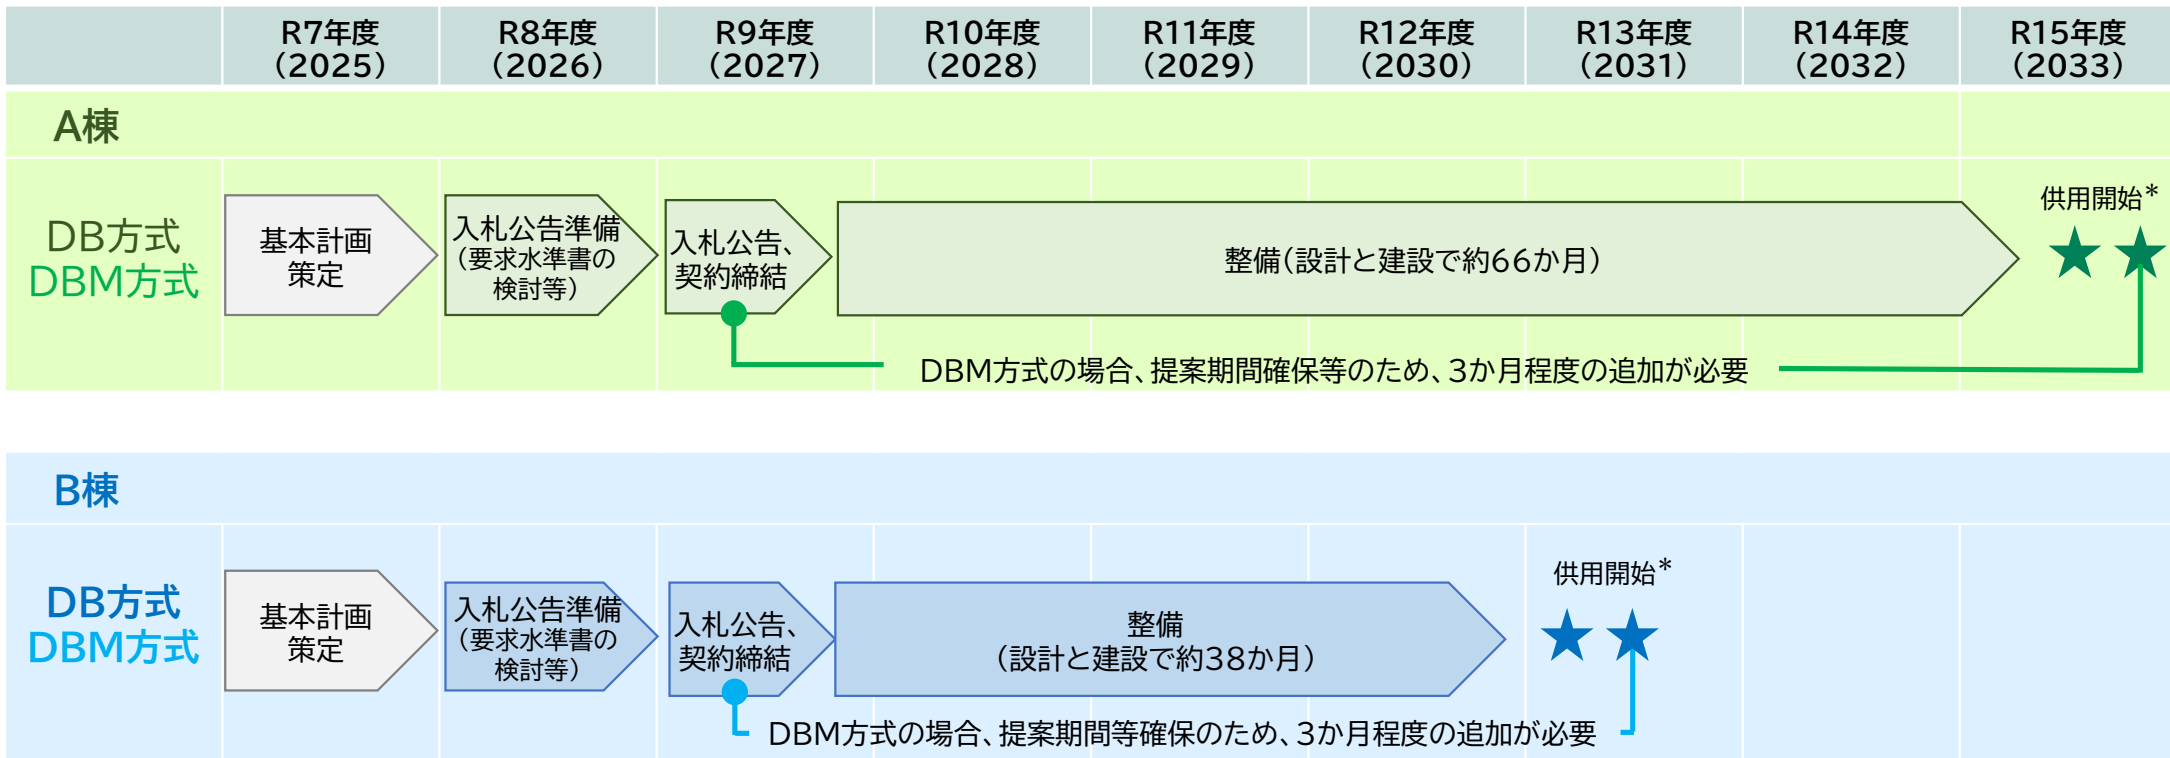 R7年度
（2025）
R8年度
（2026）
R9年度
（2027）
R10年度
（2028）
R11年度
（2029）
R12年度
（2030）
R13年度
（2031）
R14年度
（2032）
R15年度
（2033）
A棟
DB方式
DBM方式
基本計画
策定
入札公告準備
（要求水準書の
検討等）
入札公告、
契約締結
整備（設計と建設で約66か月）
供用開始*
DBM方式の場合、提案期間確保等のため、3か月程度の追加が必要
B棟
DB方式
DBM方式
基本計画
策定
入札公告準備
（要求水準書の
検討等）
入札公告、
契約締結
整備
（設計と建設で約38か月）
供用開始*
DBM方式の場合、提案期間等確保のため、3か月程度の追加が必要